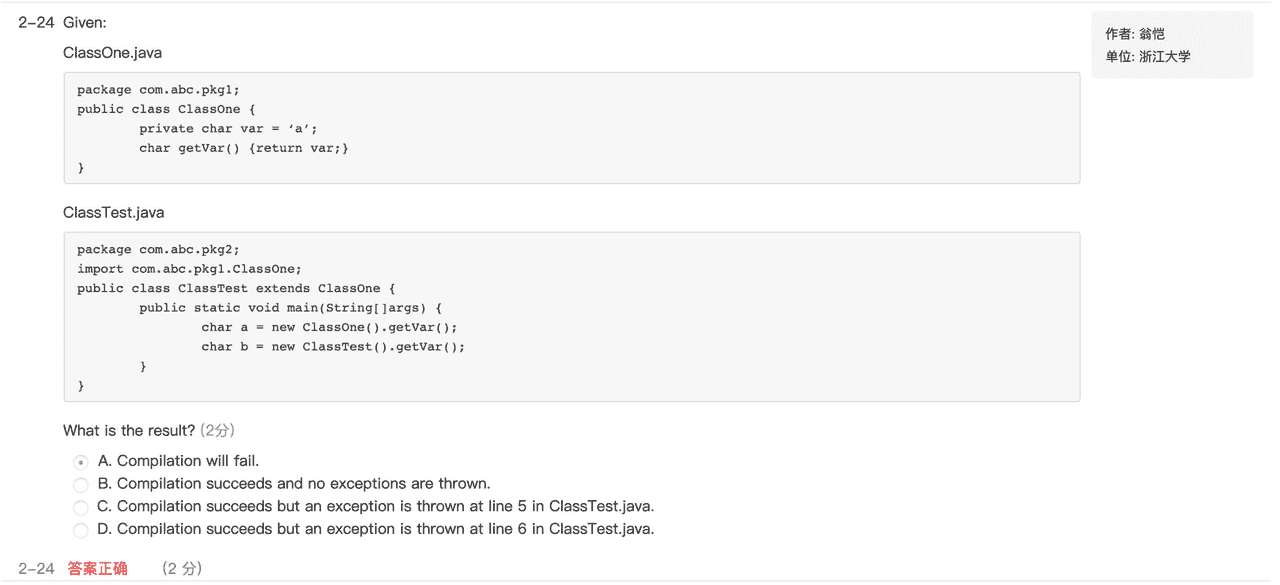 2-24 Given:
作者: 翁恺
单位: 浙江大学
ClassOne.java
package com.abc.pkg1;
public class ClassOne {
private char var = ‘a’;
char getVar() {return var;}
}
ClassTest.java
package com.abc.pkg2;
import com.abc.pkg1.ClassOne;
public class ClassTest extends ClassOne {
public static void main(String[]args) {
char a = new ClassOne().getVar();
char b = new ClassTest().getVar();
}
}
What is the result? (2分)
A. Compilation will fail.
B. Compilation succeeds and no exceptions are thrown.
C. Compilation succeeds but an exception is thrown at line 5 in ClassTest.java.
D. Compilation succeeds but an exception is thrown at line 6 in ClassTest.java.
2-24 答案正确 (2 分)